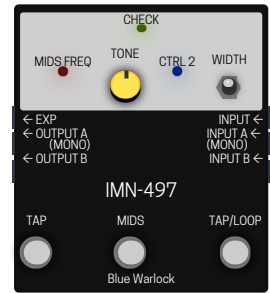 CHECK
MIDS FREQ
TONE
CTRL 2
WIDTH
← EXP
← OUTPUT A
(MONO)
← OUTPUT B
INPUT ←
INPUT A ←
(MONO)
INPUT B ←
IMN-497
TAP
MIDS
TAP/LOOP
Blue Warlock